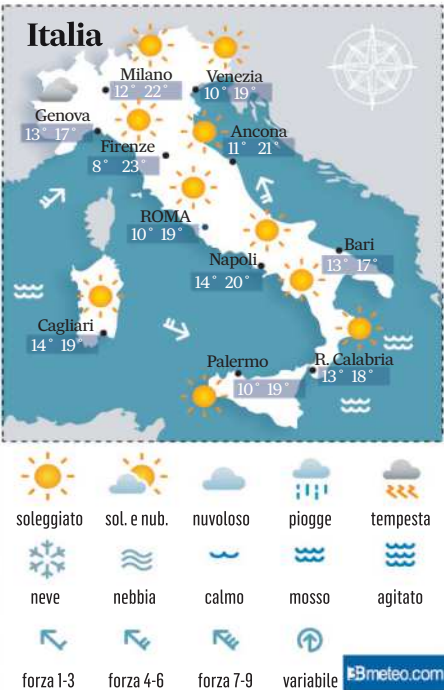 Italia
Milano
12° 22°
Venezia
10° 19°
Genova
13° 17°
Ancona
11° 21°
Firenze
8° 23°
ROMA
10° 19°
Bari
13° 17°
Napoli
14° 20°
Cagliari
14° 19°
Palermo
10° 19°
R. Calabria
13° 18°
soleggiato sol. e nub. nuvoloso piogge tempesta
neve nebbia calmo mosso agitato
forza 1-3 forza 4-6 forza 7-9 variabile
3Bmeteo.com